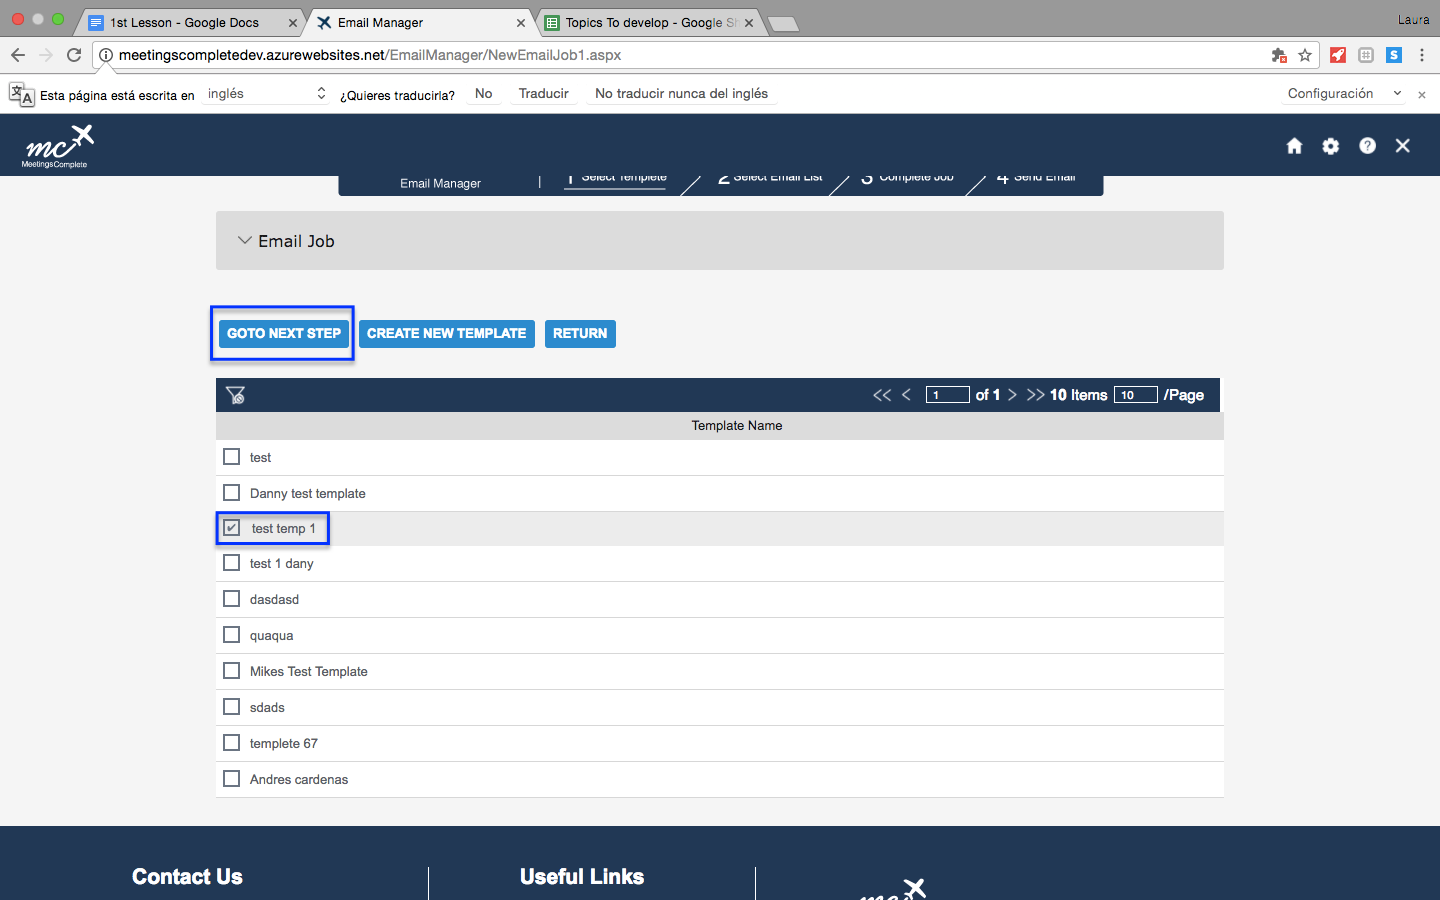 1st Lesson - Google Docs
Email Manager
Topics To develop - Google Sh
Laura
meetingscompletedev.azurewebsites.net/EmailManager/NewEmailJob1.aspx
Esta página está escrita en inglés ¿Quieres traducirla? No Traducir No traducir nunca del inglés Configuración
mc
MeetingsComplete
Email Manager | 1 Select Template 2 Select Email List 3 Complete Job 4 Send Email
Email Job
GOTO NEXT STEP CREATE NEW TEMPLATE RETURN
<< < 1 of 1 > >> 10 Items 10 /Page
Template Name
test
Danny test template
test temp 1
test 1 dany
dasdasd
quaqua
Mikes Test Template
sdads
templete 67
Andres cardenas
Contact Us Useful Links
mc